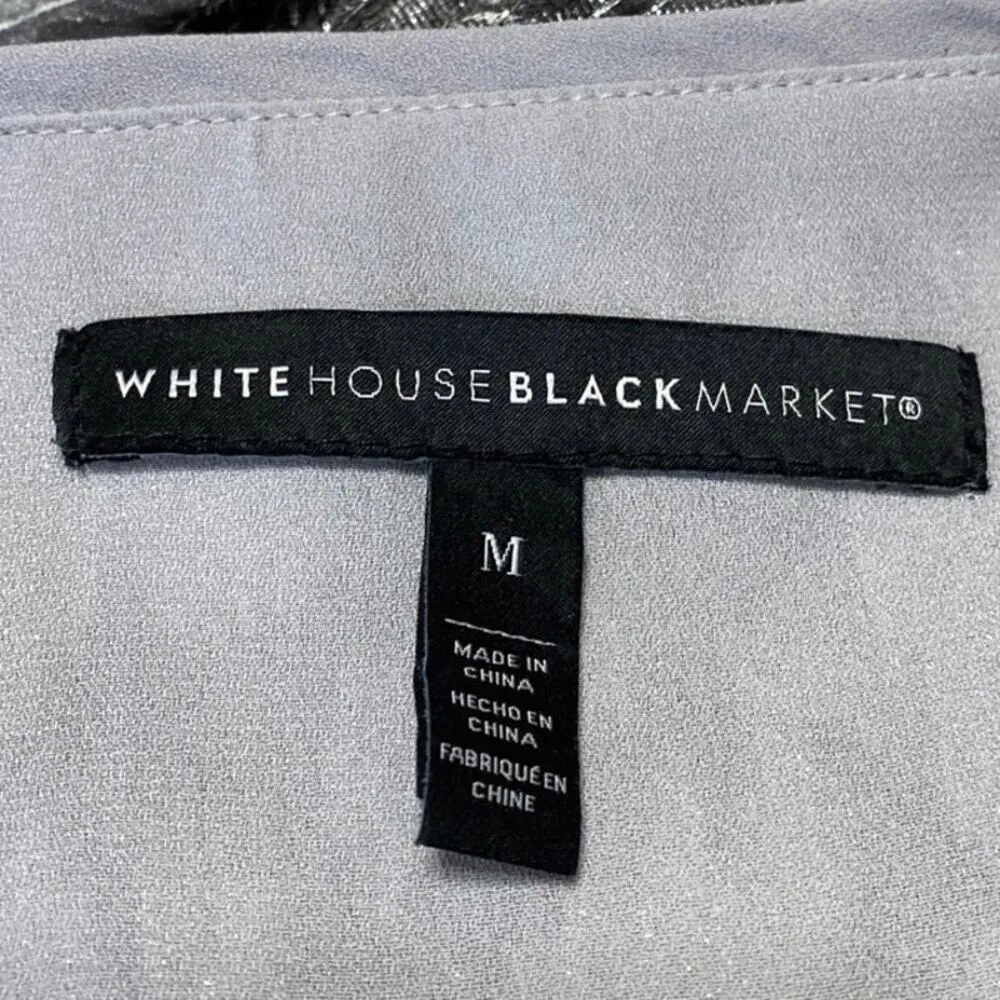 WHITE HOUSE BLACK MARKET®
M
MADE IN
CHINA
HECHO EN
CHINA
FABRIQUÉ EN
CHINE